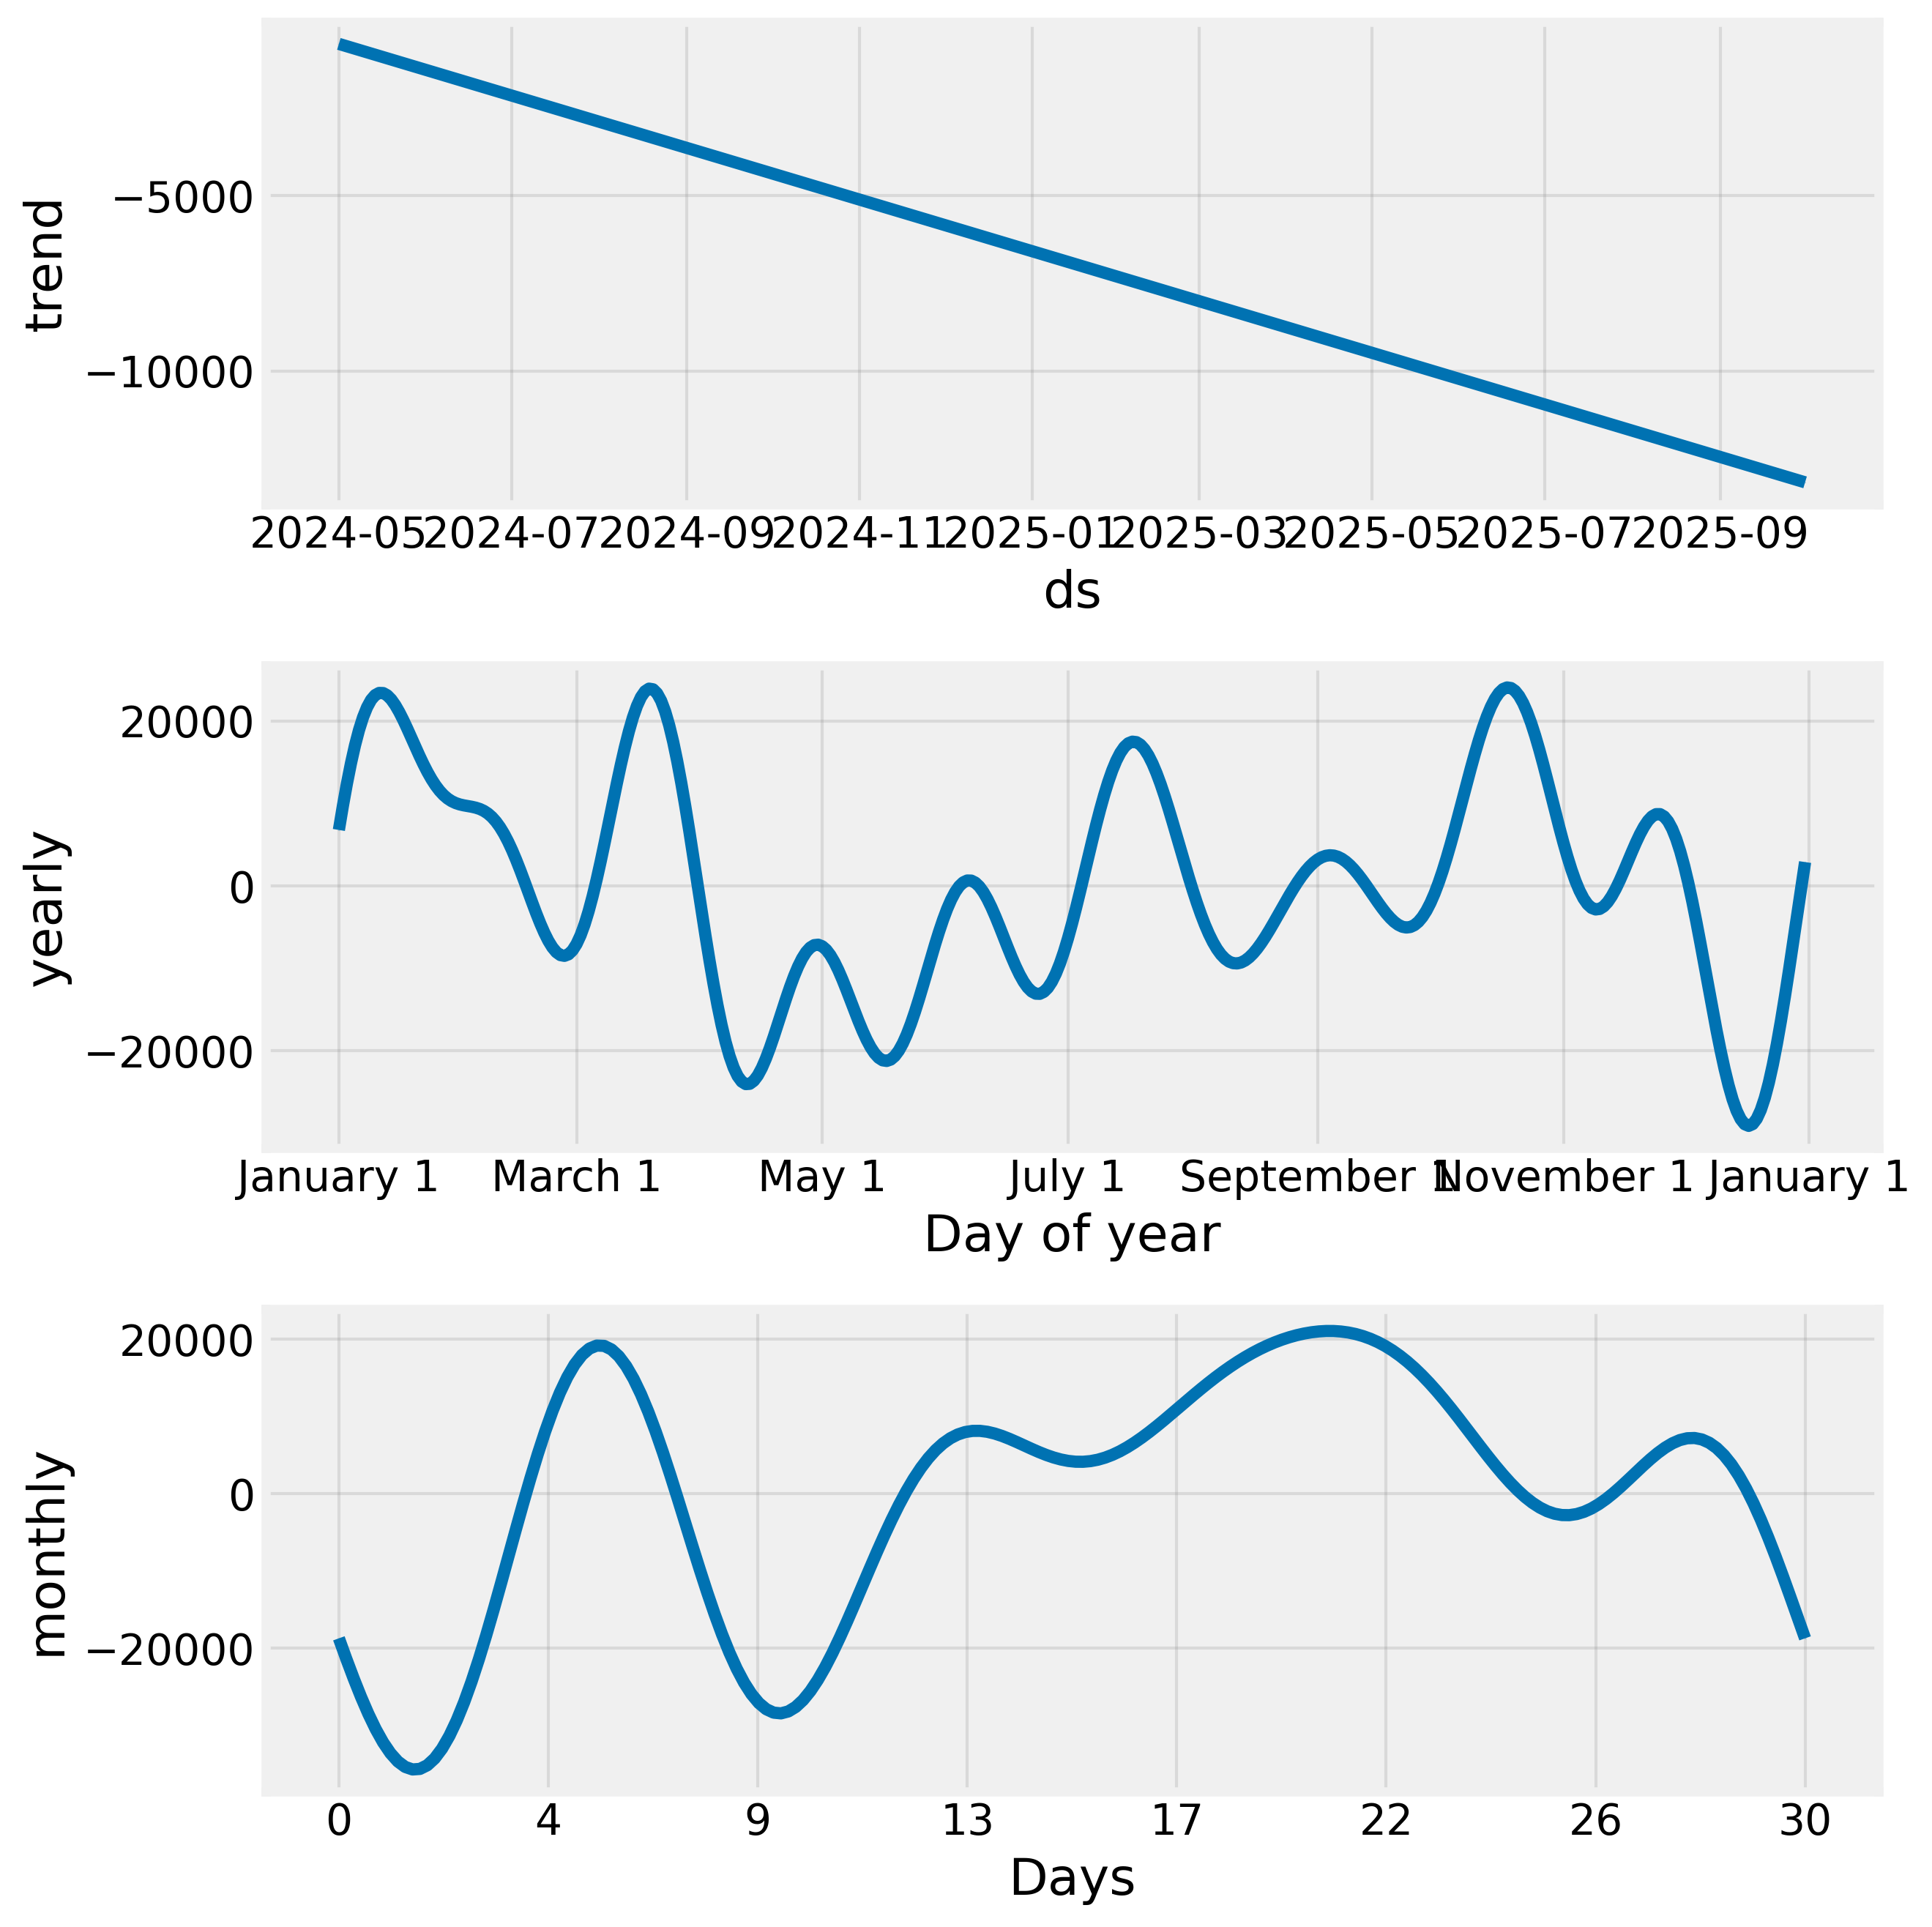 trend
−5000
−10000
2024-05 2024-07 2024-09 2024-11 2025-01 2025-03 2025-05 2025-07 2025-09
ds
yearly
20000
0
−20000
January 1 March 1 May 1 July 1 September 1 November 1 January 1
Day of year
monthly
20000
0
−20000
0 4 9 13 17 22 26 30
Days